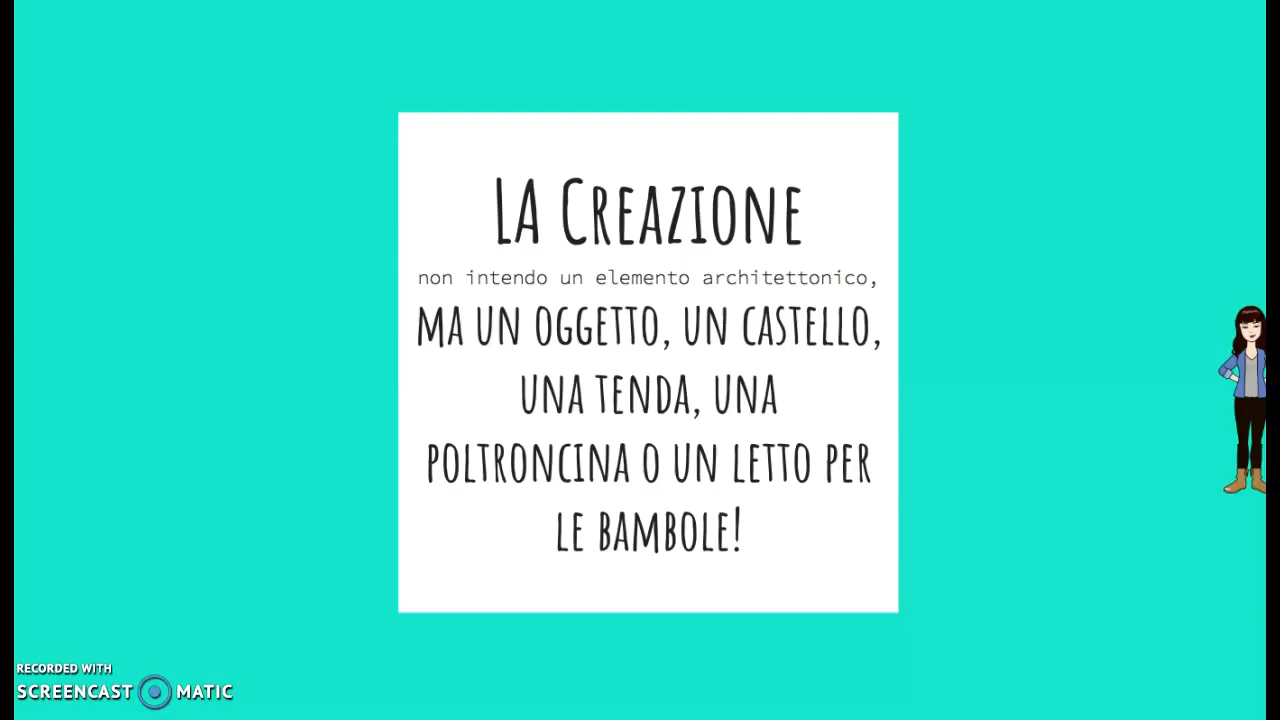 LA CREAZIONE
non intendo un elemento architettonico,
MA UN OGGETTO, UN CASTELLO,
UNA TENDA, UNA
POLTRONCINA O UN LETTO PER
LE BAMBOLE!
RECORDED WITH
SCREENCAST MATIC